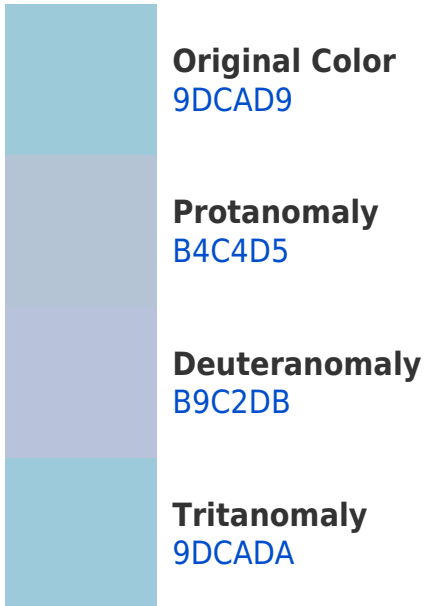 Original Color
9DCAD9
Protanomaly
B4C4D5
Deuteranomaly
B9C2DB
Tritanomaly
9DCADA